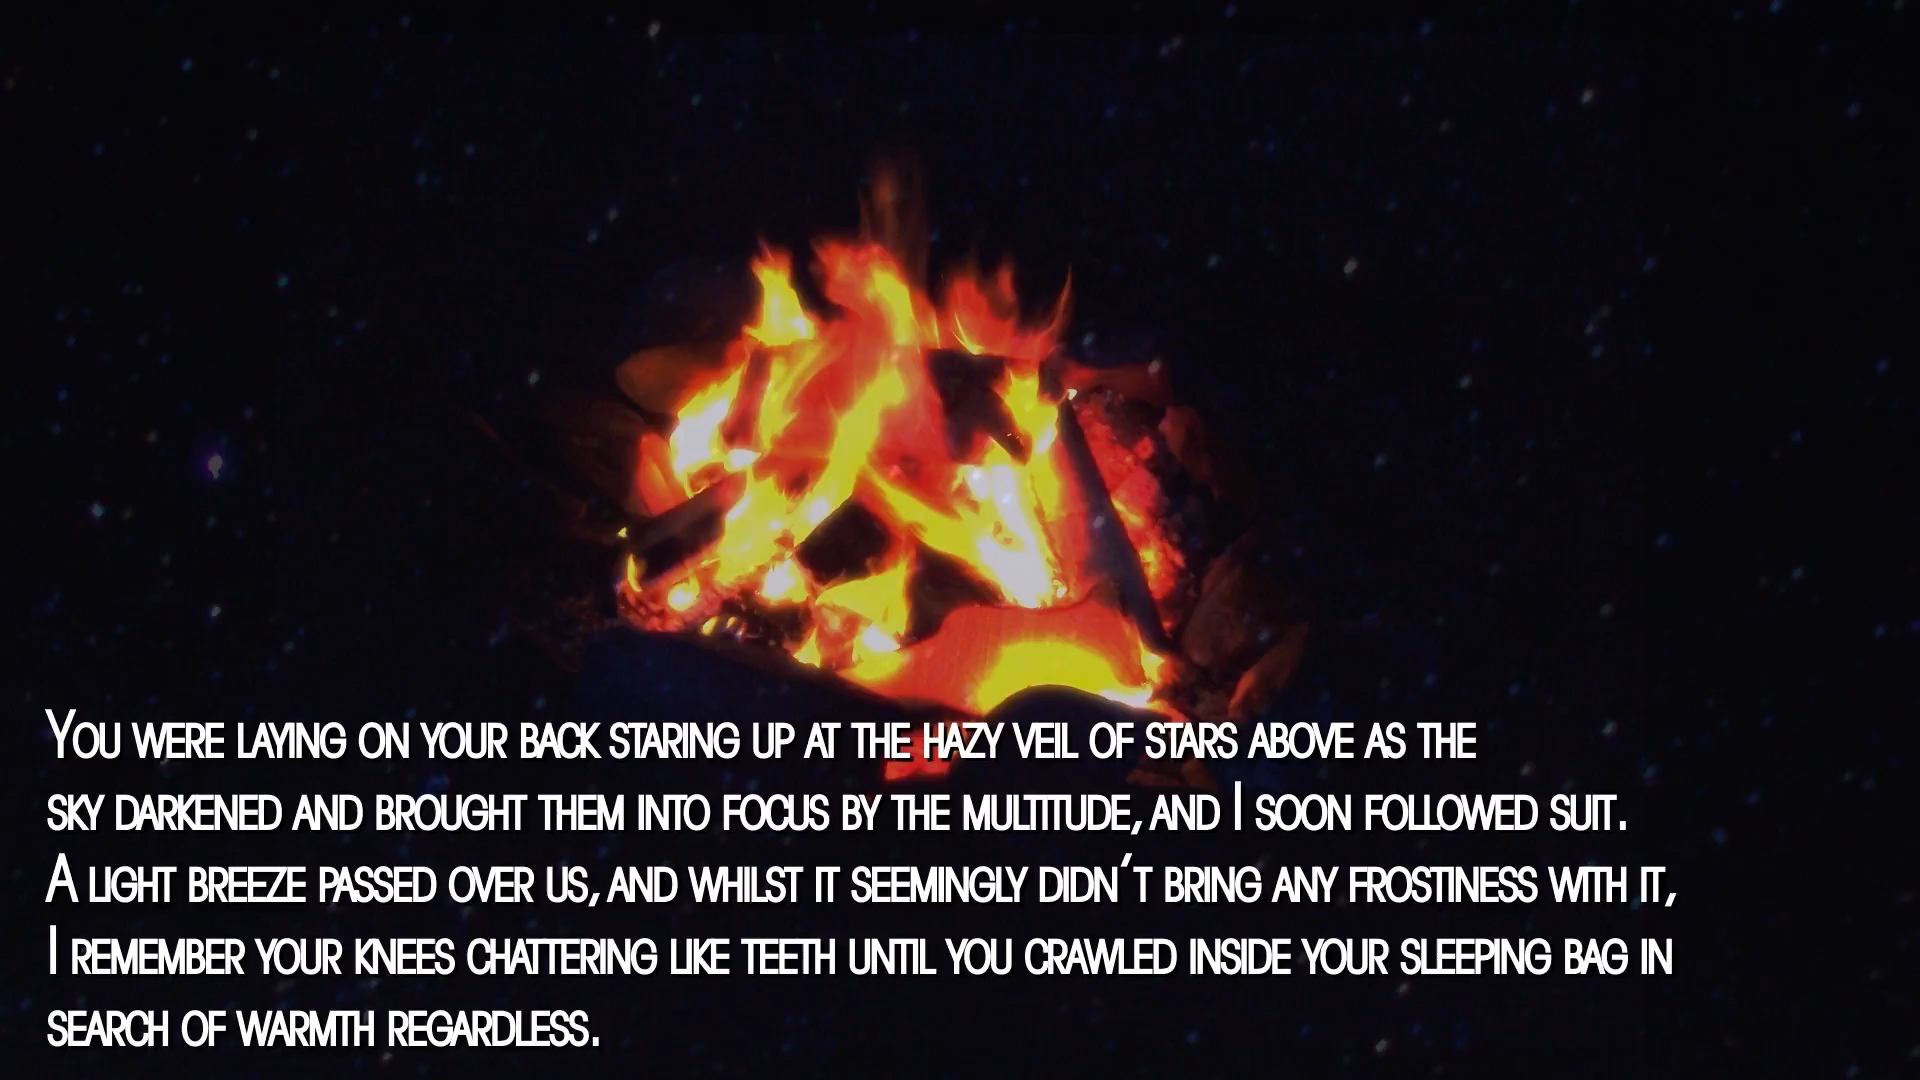 You were laying on your back staring up at the hazy veil of stars above as the
sky darkened and brought them into focus by the multitude, and I soon followed suit.
A light breeze passed over us, and whilst it seemingly didn't bring any frostiness with it,
I remember your knees chattering like teeth until you crawled inside your sleeping bag in
search of warmth regardless.